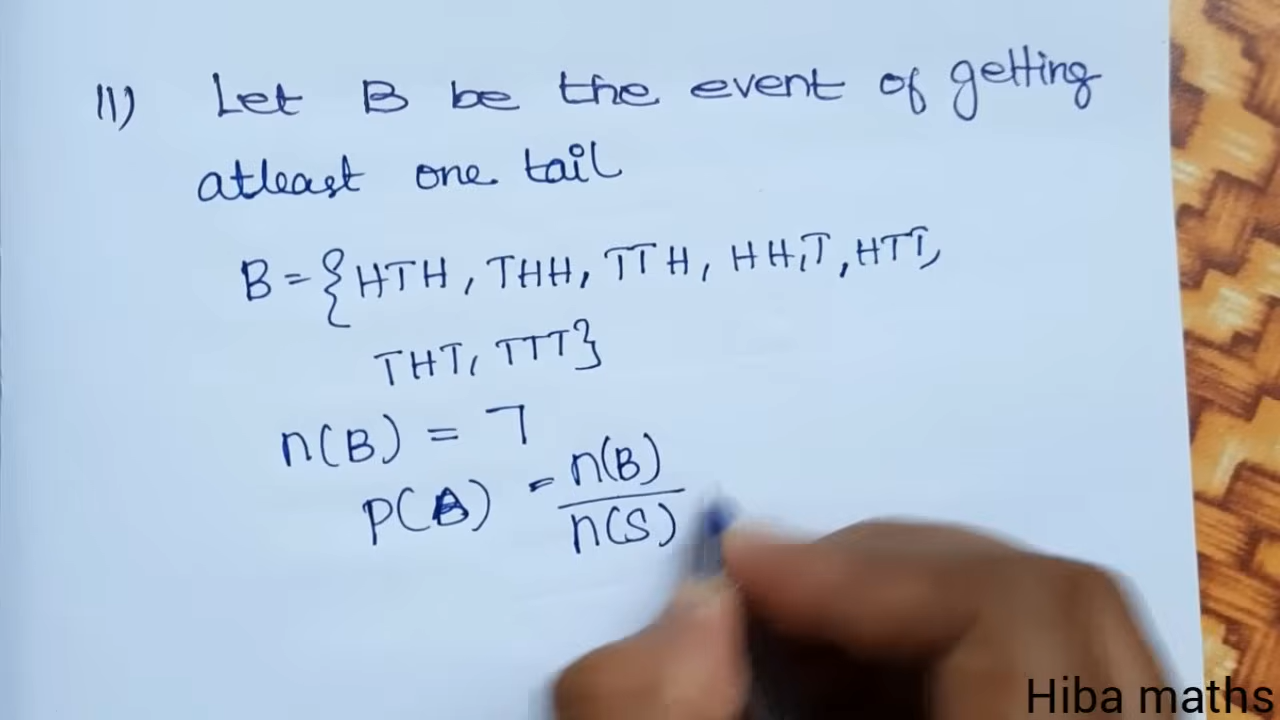 11) Let B be the event of getting
atleast one tail
B = {HTH, THH, TTH, HHT, HTT,
THT, TTT}
n(B) = 7
P(B) = n(B)
n(S)
Hiba maths